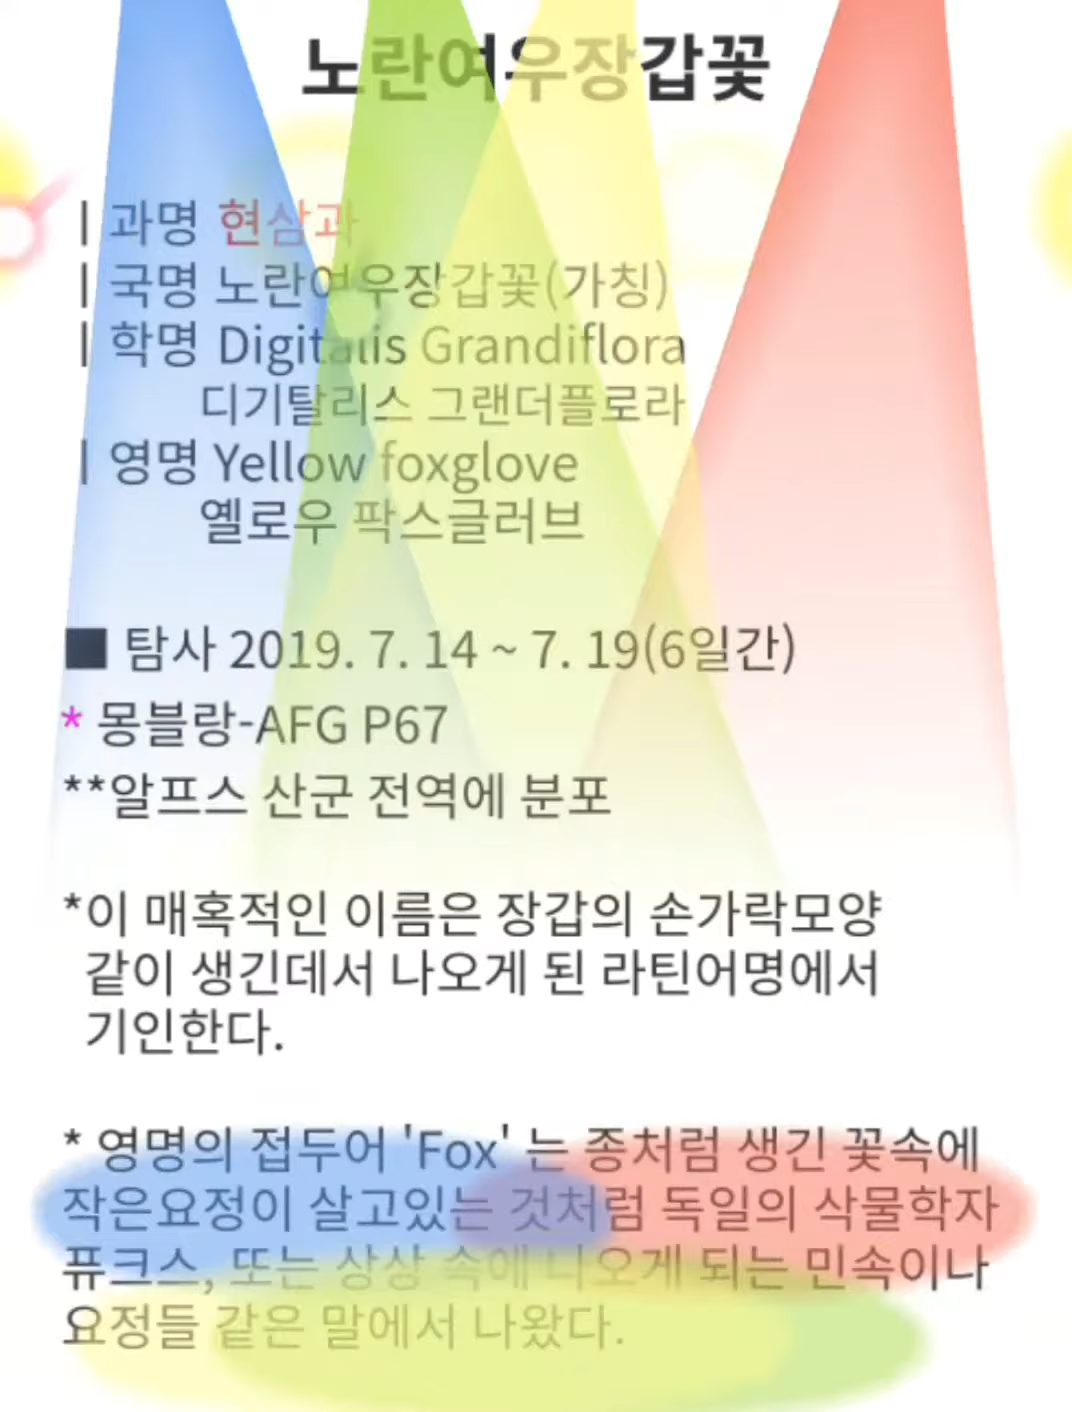 노란여우장갑꽃
| 과명 현삼과
| 국명 노란여우장갑꽃(가칭)
| 학명 Digitalis Grandiflora
디기탈리스 그랜더플로라
| 영명 Yellow foxglove
옐로우 팍스글러브
■ 탐사 2019. 7. 14 ~ 7. 19(6일간)
* 몽블랑-AFG P67
**알프스 산군 전역에 분포
*이 매혹적인 이름은 장갑의 손가락모양
같이 생긴데서 나오게 된 라틴어명에서
기인한다.
* 영명의 접두어 'Fox' 는 종처럼 생긴 꽃속에
작은요정이 살고있는 것처럼 독일의 삭물학자
퓨크스, 또는 상상 속에 나오게 되는 민속이나
요정들 같은 말에서 나왔다.